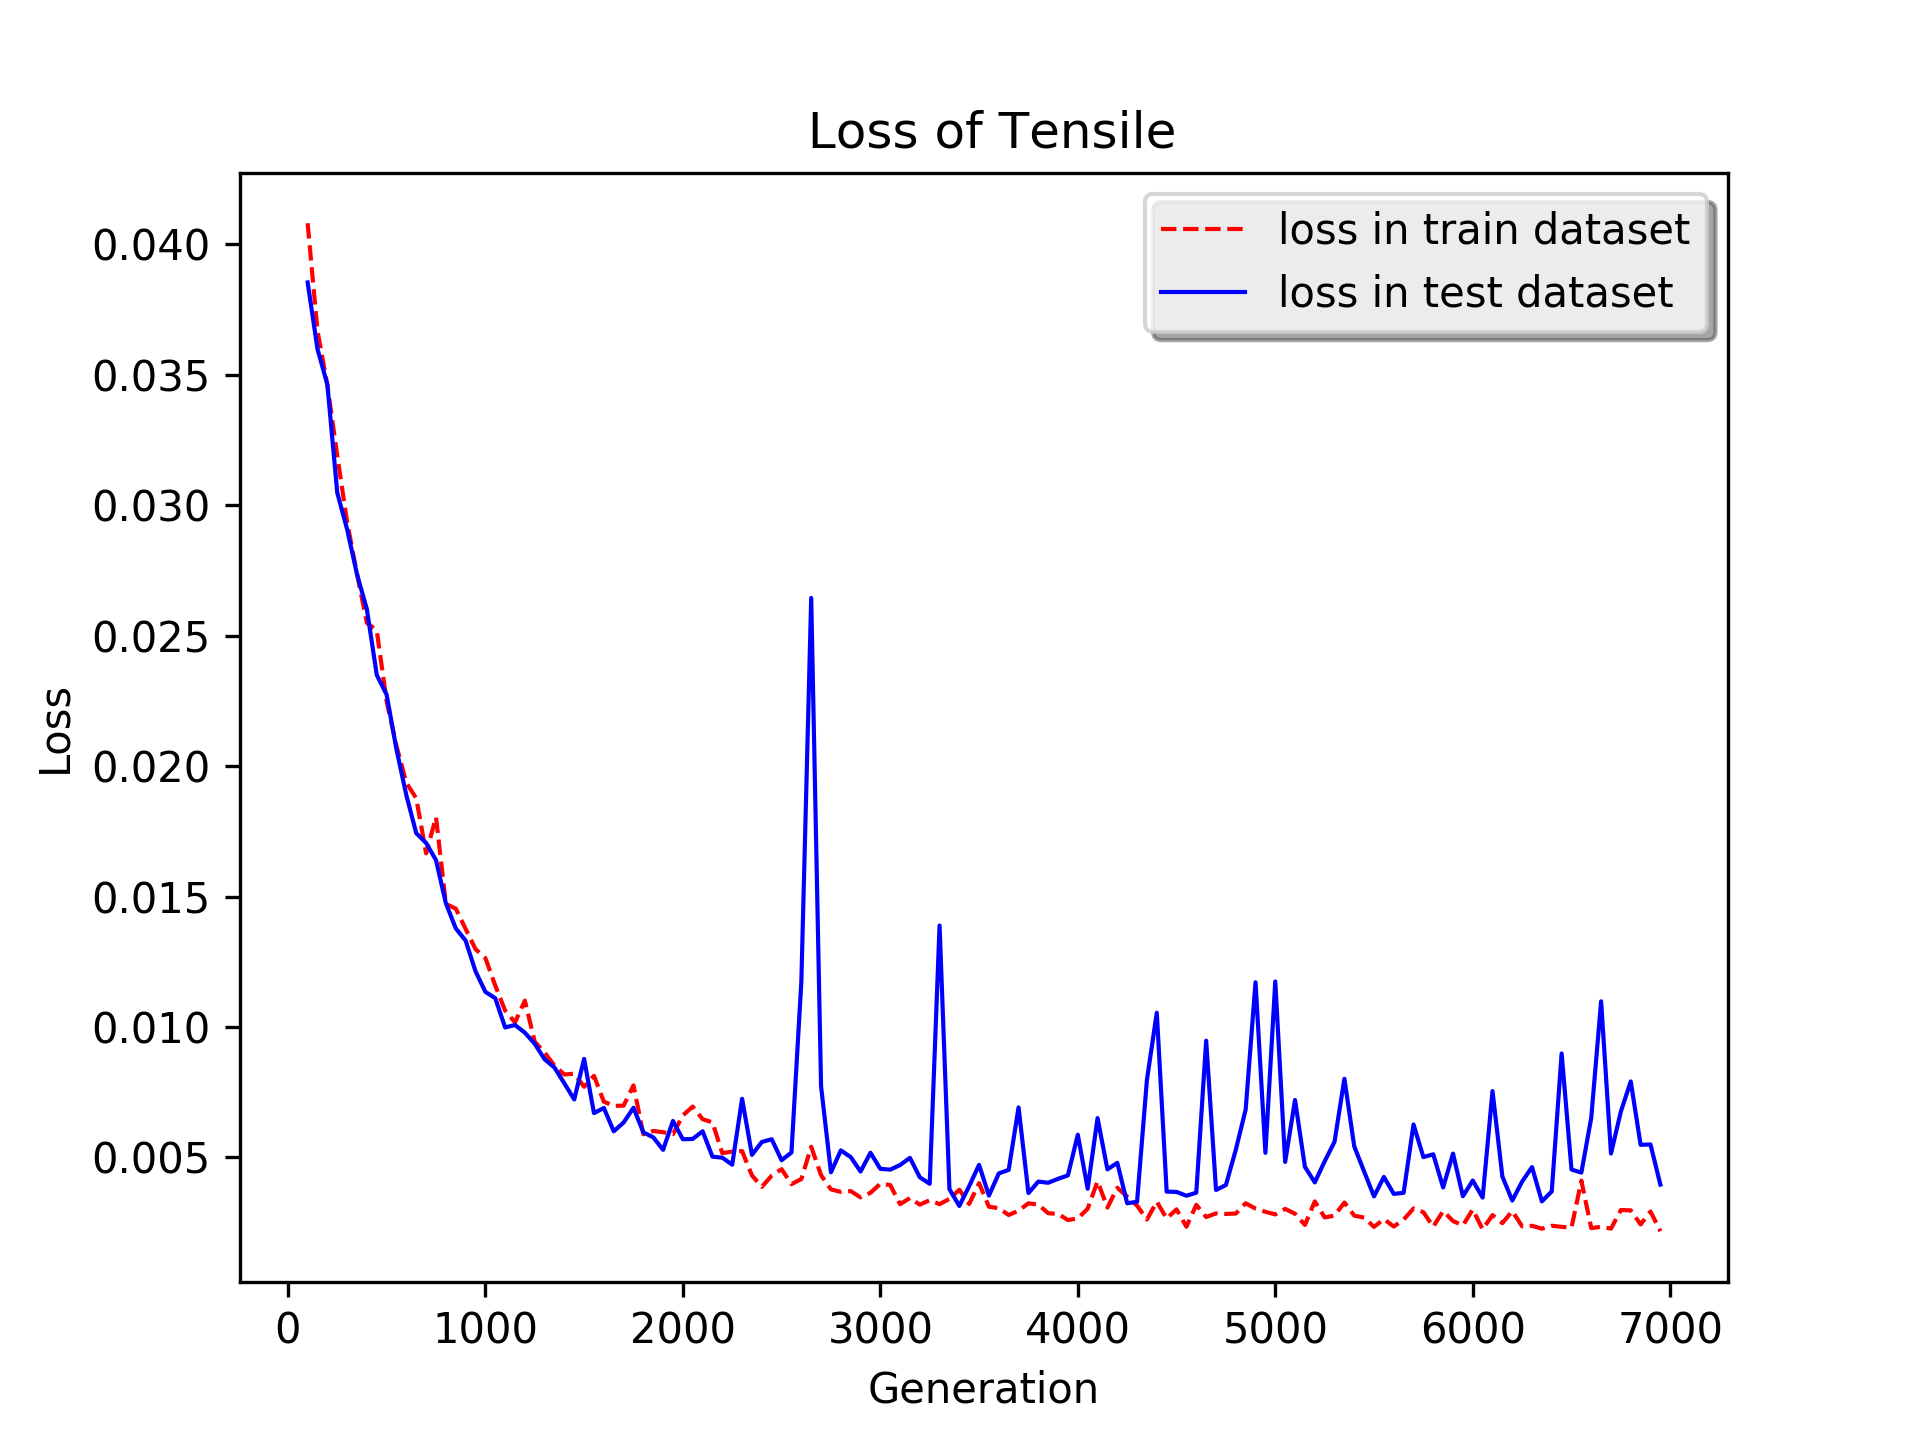 Loss of Tensile
loss in train dataset
loss in test dataset
0.040
0.035
0.030
0.025
0.020
0.015
0.010
0.005
Loss
0 1000 2000 3000 4000 5000 6000 7000
Generation